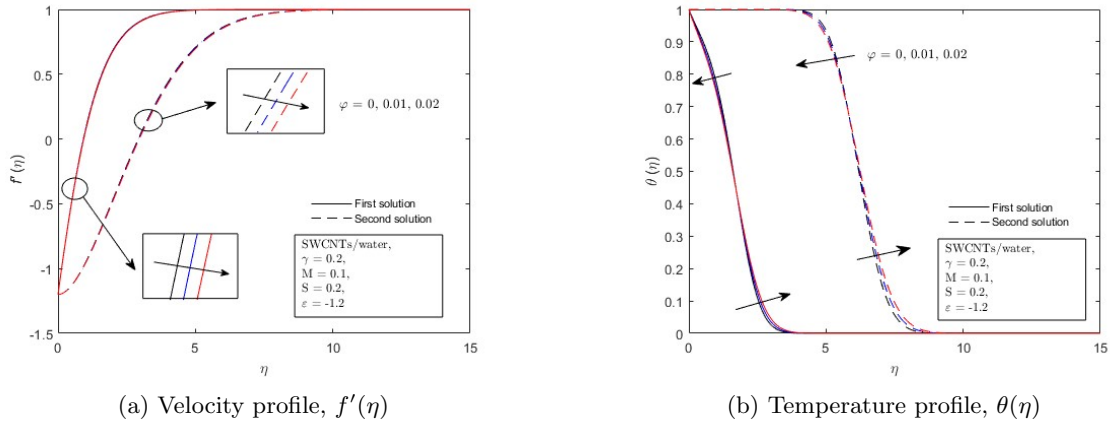 1
0.5
0
-0.5
-1
-1.5
f′(η)
φ = 0, 0.01, 0.02
First solution
Second solution
SWCNTs/water,
γ = 0.2,
M = 0.1,
S = 0.2,
ε = -1.2
0
5
10
15
η
(a) Velocity profile, f′(η)
1
0.9
0.8
0.7
0.6
0.5
0.4
0.3
0.2
0.1
0
θ (η)
φ = 0, 0.01, 0.02
First solution
Second solution
SWCNTs/water,
γ = 0.2,
M = 0.1,
S = 0.2,
ε = -1.2
0
5
10
15
η
(b) Temperature profile, θ(η)